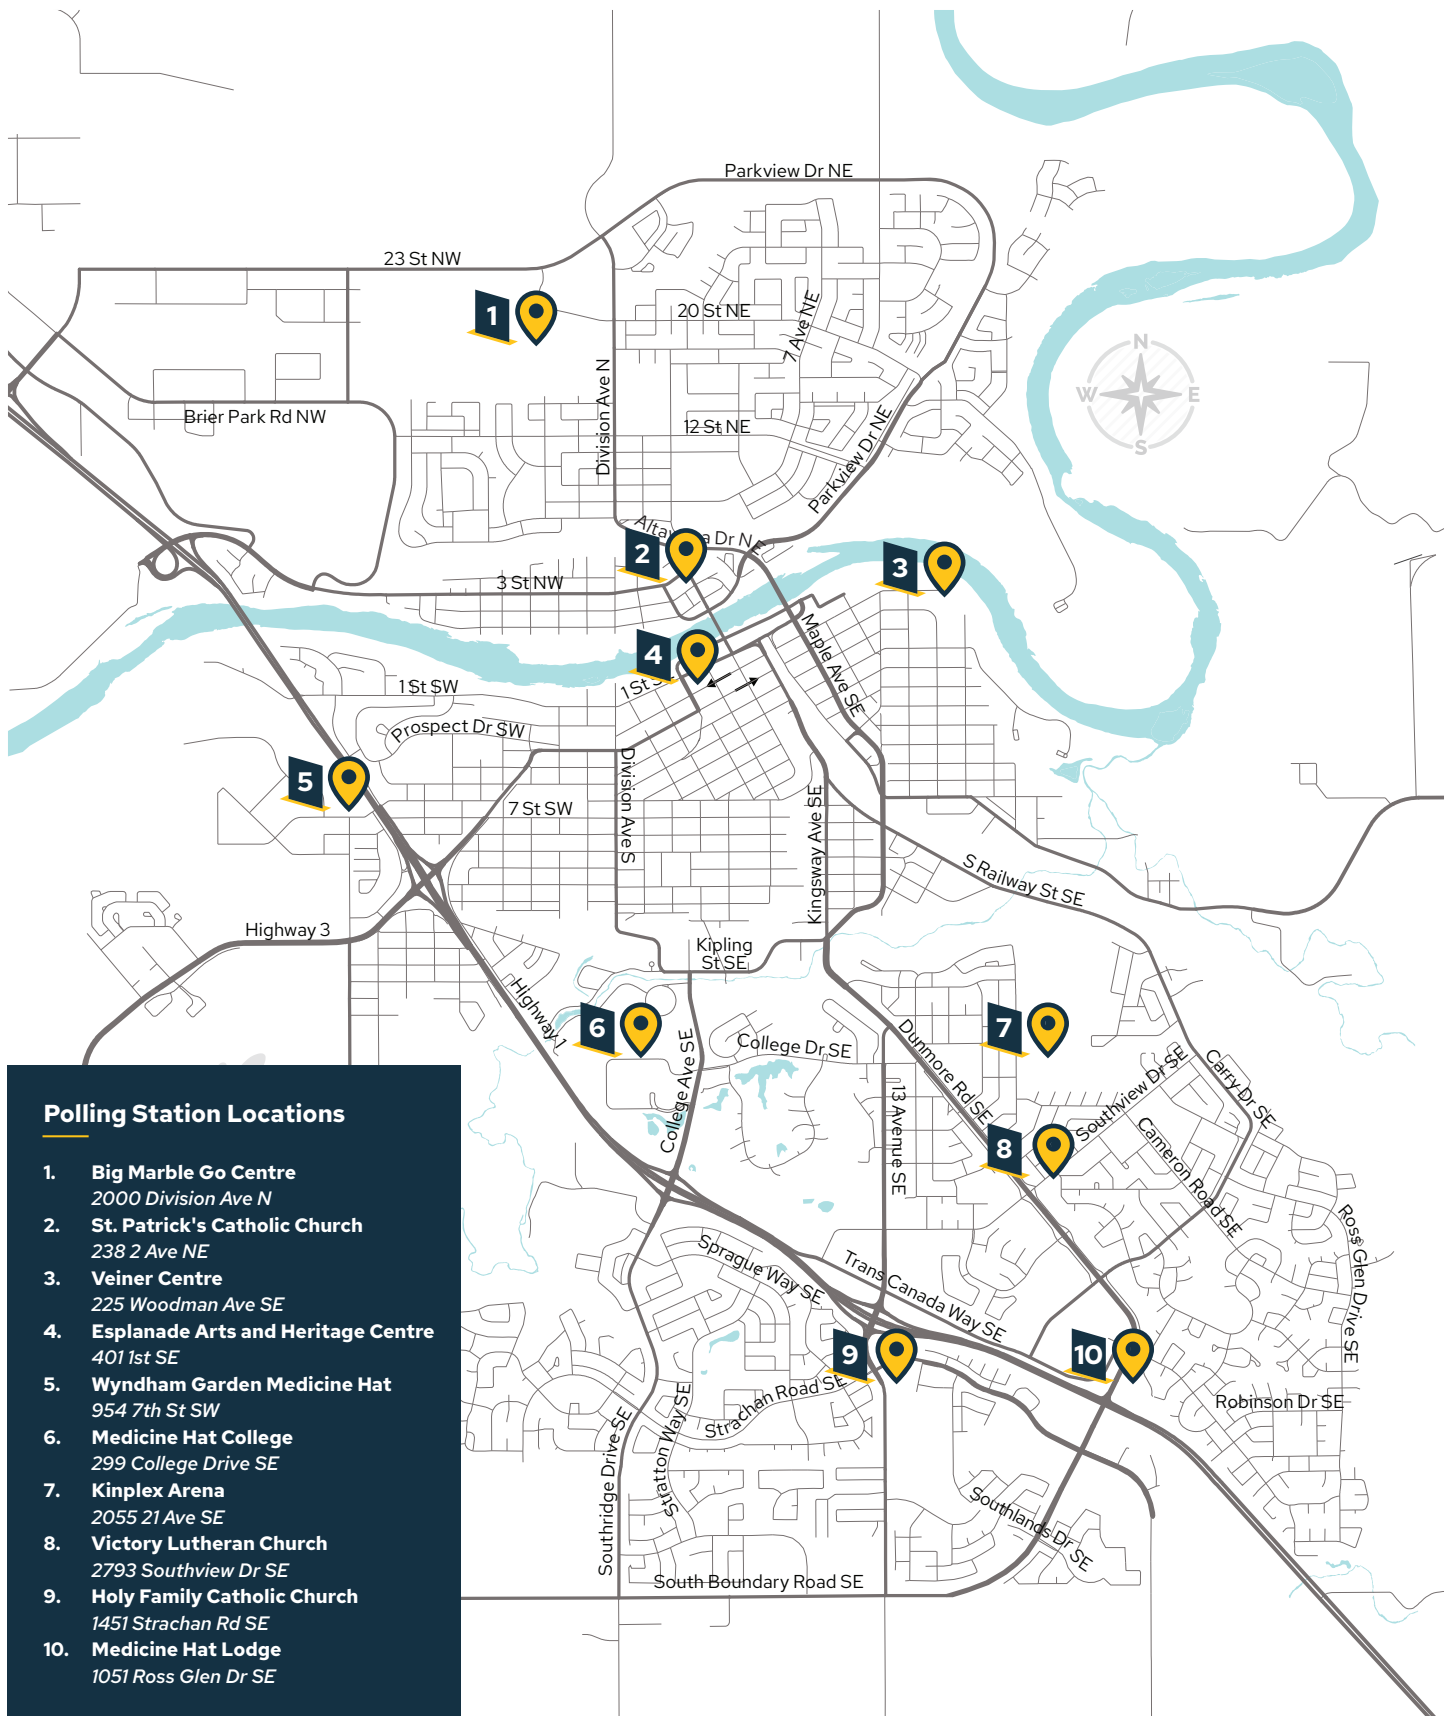 Parkview Dr NE
23 St NW
N
W
E
S
1
20 St NE
7 Ave NE
Division Ave N
Brier Park Rd NW
12 St NE
Parkview Dr NE
2
Dr NE
3
3 St NW
4
Maple Ave SE
1 St
1 St SW
Prospect Dr SW
5
Division Ave S
7 St SW
Kingsway Ave SE
S Railway St SE
Highway 3
Kipling
St SE
Highway 1
6
7
College Ave SE
College Dr SE
Dunmore Rd SE
13 Avenue SE
Southview Dr SE
Carry Dr SE
8
Cameron Road SE
Ross Glen Drive SE
Sprague Way SE
Trans Canada Way SE
9
10
Strachan Road SE
Robinson Dr SE
Stratton Way SE
Southridge Drive SE
Southlands Dr SE
South Boundary Road SE
Polling Station Locations
1. Big Marble Go Centre
2000 Division Ave N
2. St. Patrick's Catholic Church
238 2 Ave NE
3. Veiner Centre
225 Woodman Ave SE
4. Esplanade Arts and Heritage Centre
401 1st SE
5. Wyndham Garden Medicine Hat
954 7th St SW
6. Medicine Hat College
299 College Drive SE
7. Kinplex Arena
2055 21 Ave SE
8. Victory Lutheran Church
2793 Southview Dr SE
9. Holy Family Catholic Church
1451 Strachan Rd SE
10. Medicine Hat Lodge
1051 Ross Glen Dr SE